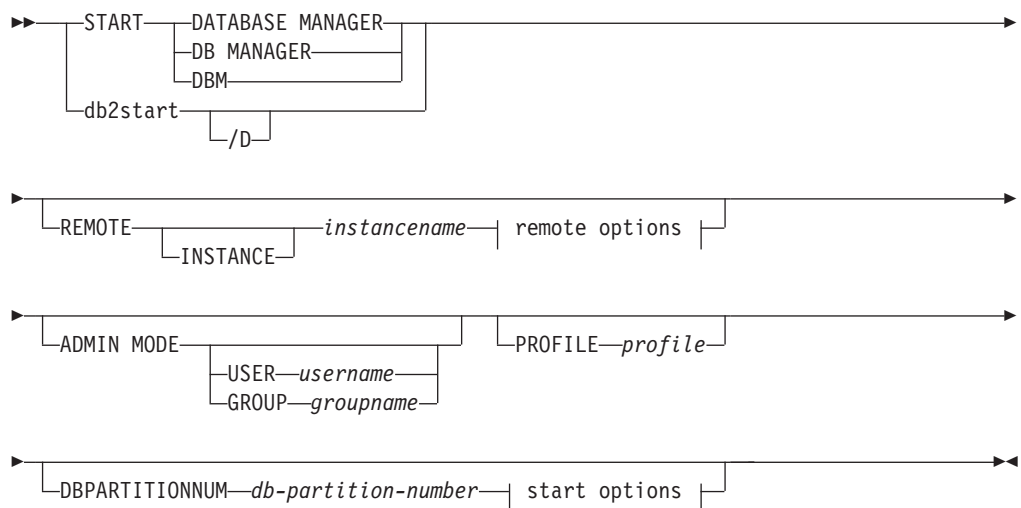 START DATABASE MANAGER
DB MANAGER
DBM
db2start
/D
REMOTE instancename remote options
INSTANCE
ADMIN MODE PROFILE profile
USER username
GROUP groupname
DBPARTITIONNUM db-partition-number start options